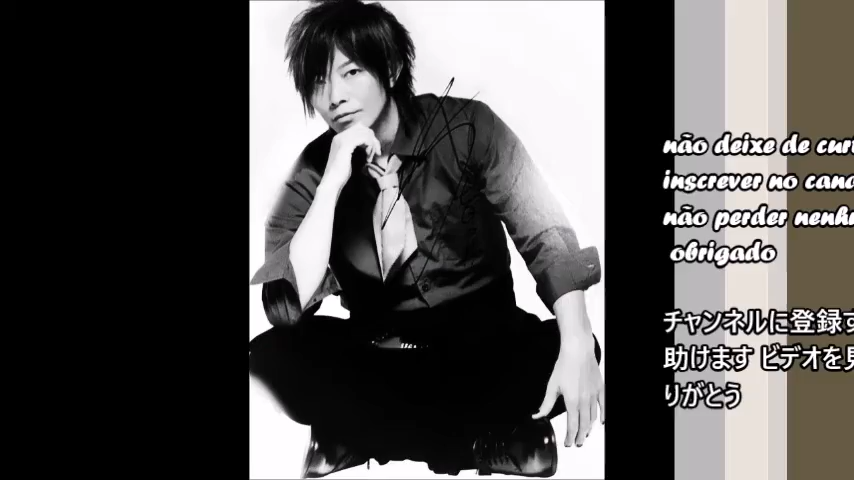 não deixe de curt
inscrever no cana
não perder nenhu
obrigado
チャンネルに登録す
助けます ビデオを見
りがとう